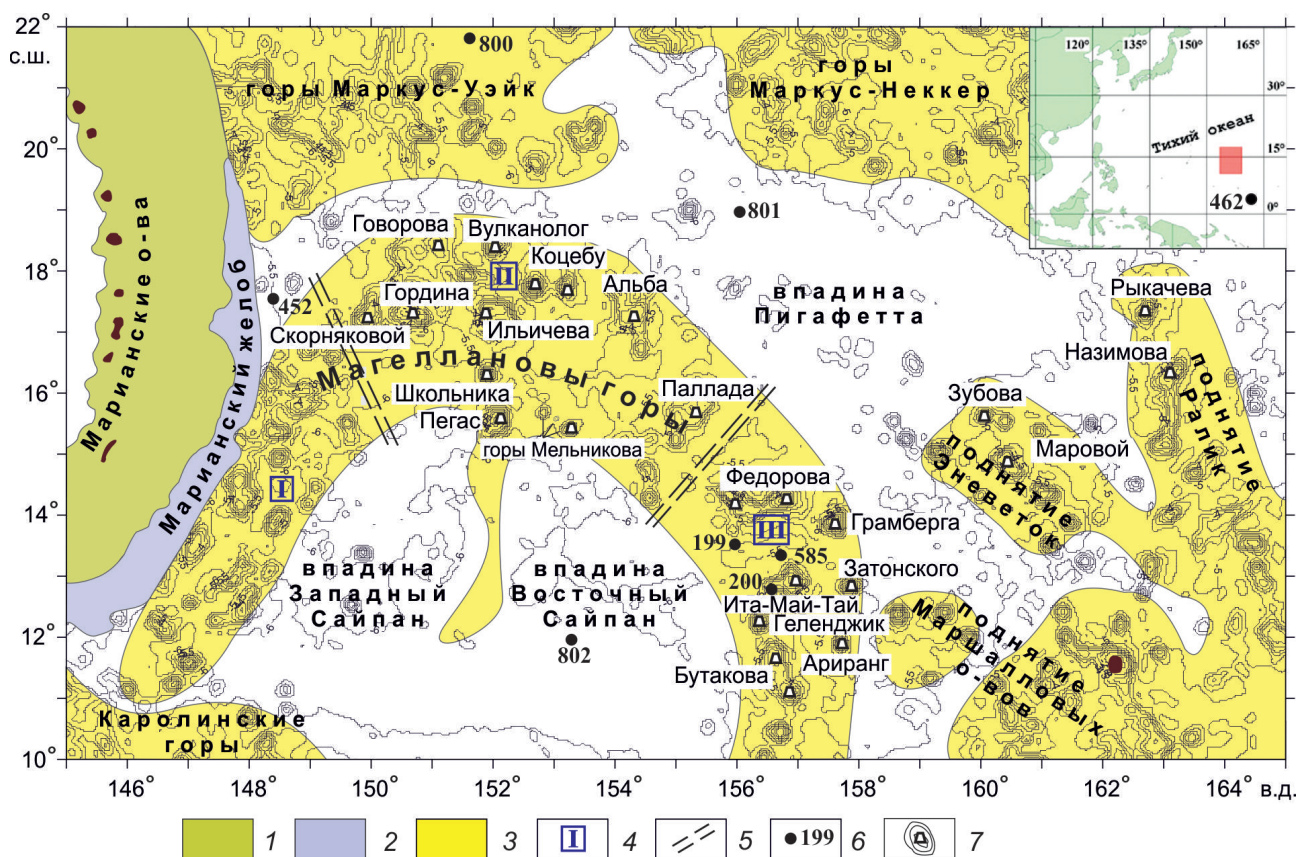 22°
с.ш.
20°
18°
16°
14°
12°
10°
800
горы Маркус-Уэйк
горы
Маркус-Неккер
120° 135° 150° 165°
30°
15°
0°
Тихий океан
462
801
Марианские о-ва
Марианский желоб
452
Говорова
Вулканолог
Коцебу
II
Гордина
Альба
Скорняковой
Ильичева
Магеллановы горы
Школьника
Пегас
горы Мельникова
Паллада
впадина
Пигафетта
Рыкачева
Назимова
поднятие
Ралик
Зубова
Маровой
поднятие
Эневеток
I
Федорова
III
Грамберга
199
585
200
Затонского
Ита-Май-Тай
Геленджик
Бутакова
Ариранг
впадина
Западный
Сайпан
впадина
Восточный
Сайпан
802
поднятие
Маршалловых
о-вов
Каролинские
горы
146° 148° 150° 152° 154° 156° 158° 160° 162° 164° в.д.
1 2 3 I 4 5 199 6 7